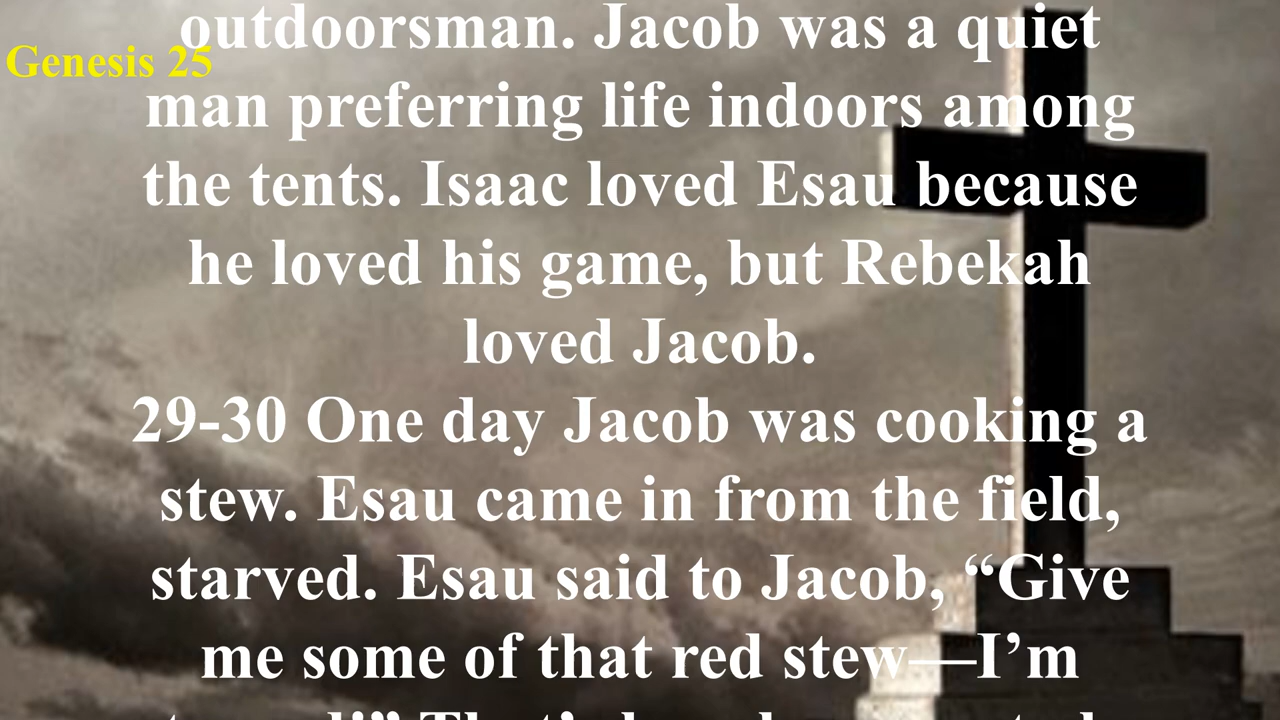 outdoorsman. Jacob was a quiet
Genesis 25
man preferring life indoors among
the tents. Isaac loved Esau because
he loved his game, but Rebekah
loved Jacob.
29-30 One day Jacob was cooking a
stew. Esau came in from the field,
starved. Esau said to Jacob, “Give
me some of that red stew—I’m